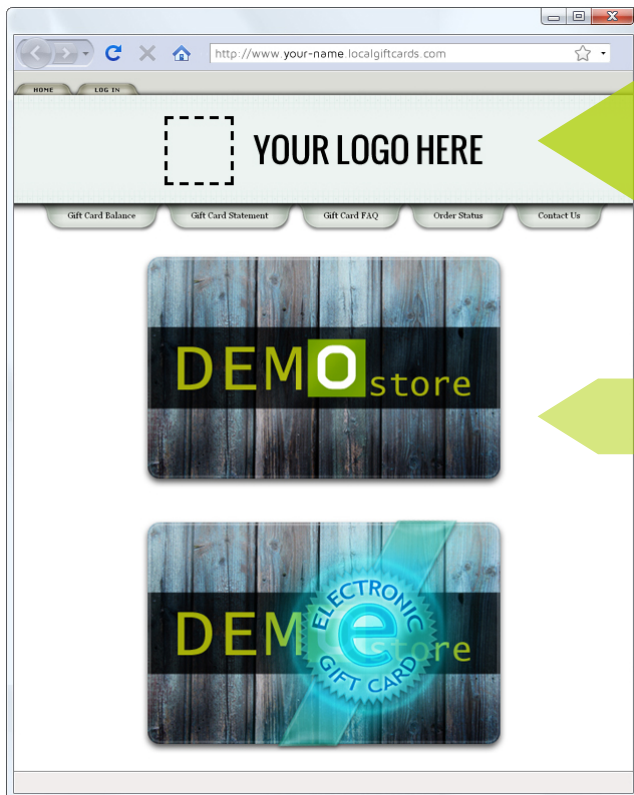 http://www.your-name.localgiftcards.com
HOME LOG IN
YOUR LOGO HERE
Gift Card Balance Gift Card Statement Gift Card FAQ Order Status Contact Us
DEMO store
DEM store
ELECTRONIC
e
GIFT CARD